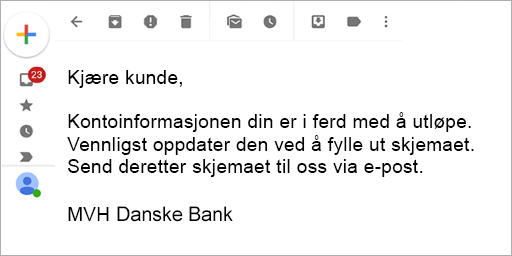 23
Kjære kunde,
Kontoinformasjonen din er i ferd med å utløpe.
Vennligst oppdater den ved å fylle ut skjemaet.
Send deretter skjemaet til oss via e-post.
MVH Danske Bank